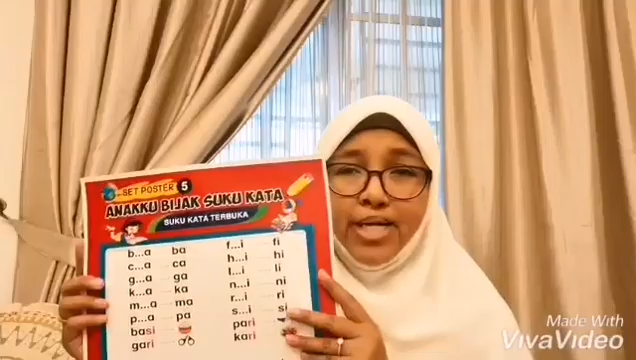 SET POSTER 5
ANAKKU BIJAK SUKU KATA
SUKU KATA TERBUKA
b...a ba f...i fi
c...a ca h...i hi
g...a ga l...i li
k...a ka n...i ni
m...a ma r...i ri
p...a pa s...i si
basi pari
gari kari
Made With
VivaVideo